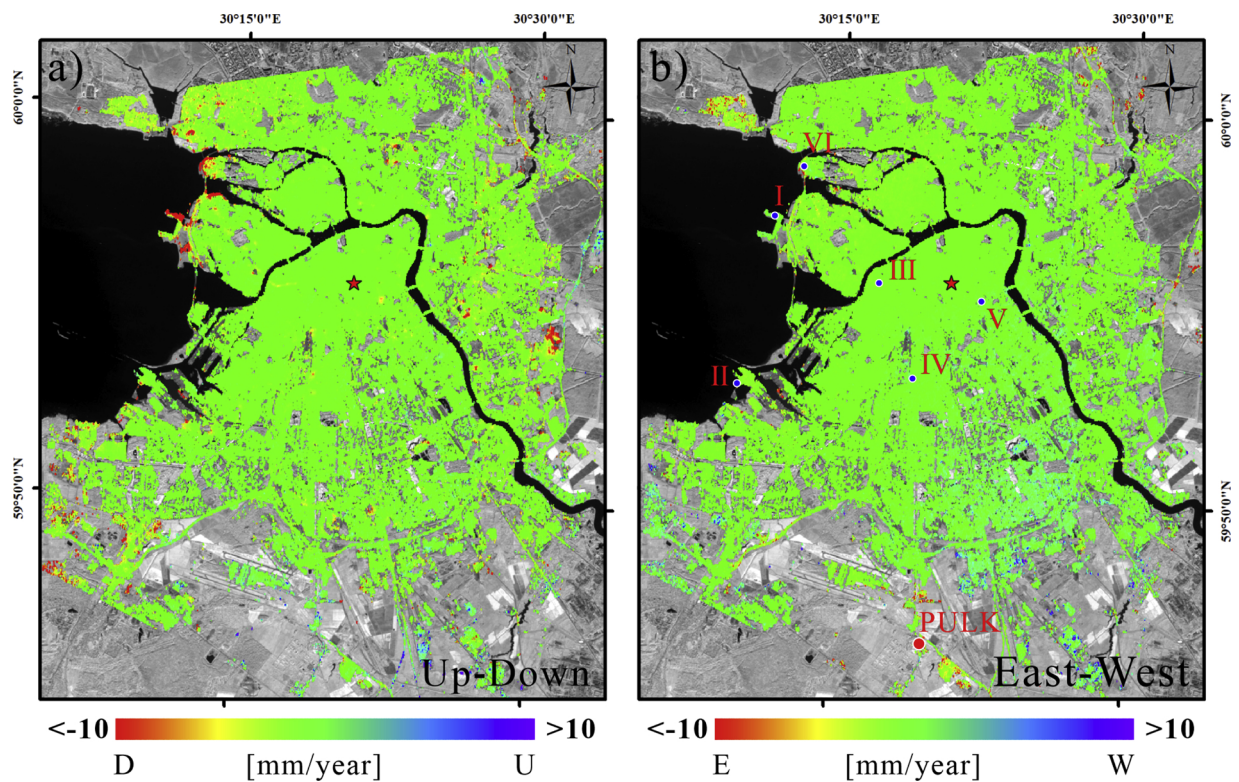 30°15'0"E 30°30'0"E 30°15'0"E 30°30'0"E
a) N
b) N
60°0'0"N
60°0'0"N
VI
I
III
V
IV
II
59°50'0"N
59°50'0"N
PULK
Up-Down
East-West
<-10 >10 <-10 >10
D [mm/year] U E [mm/year] W